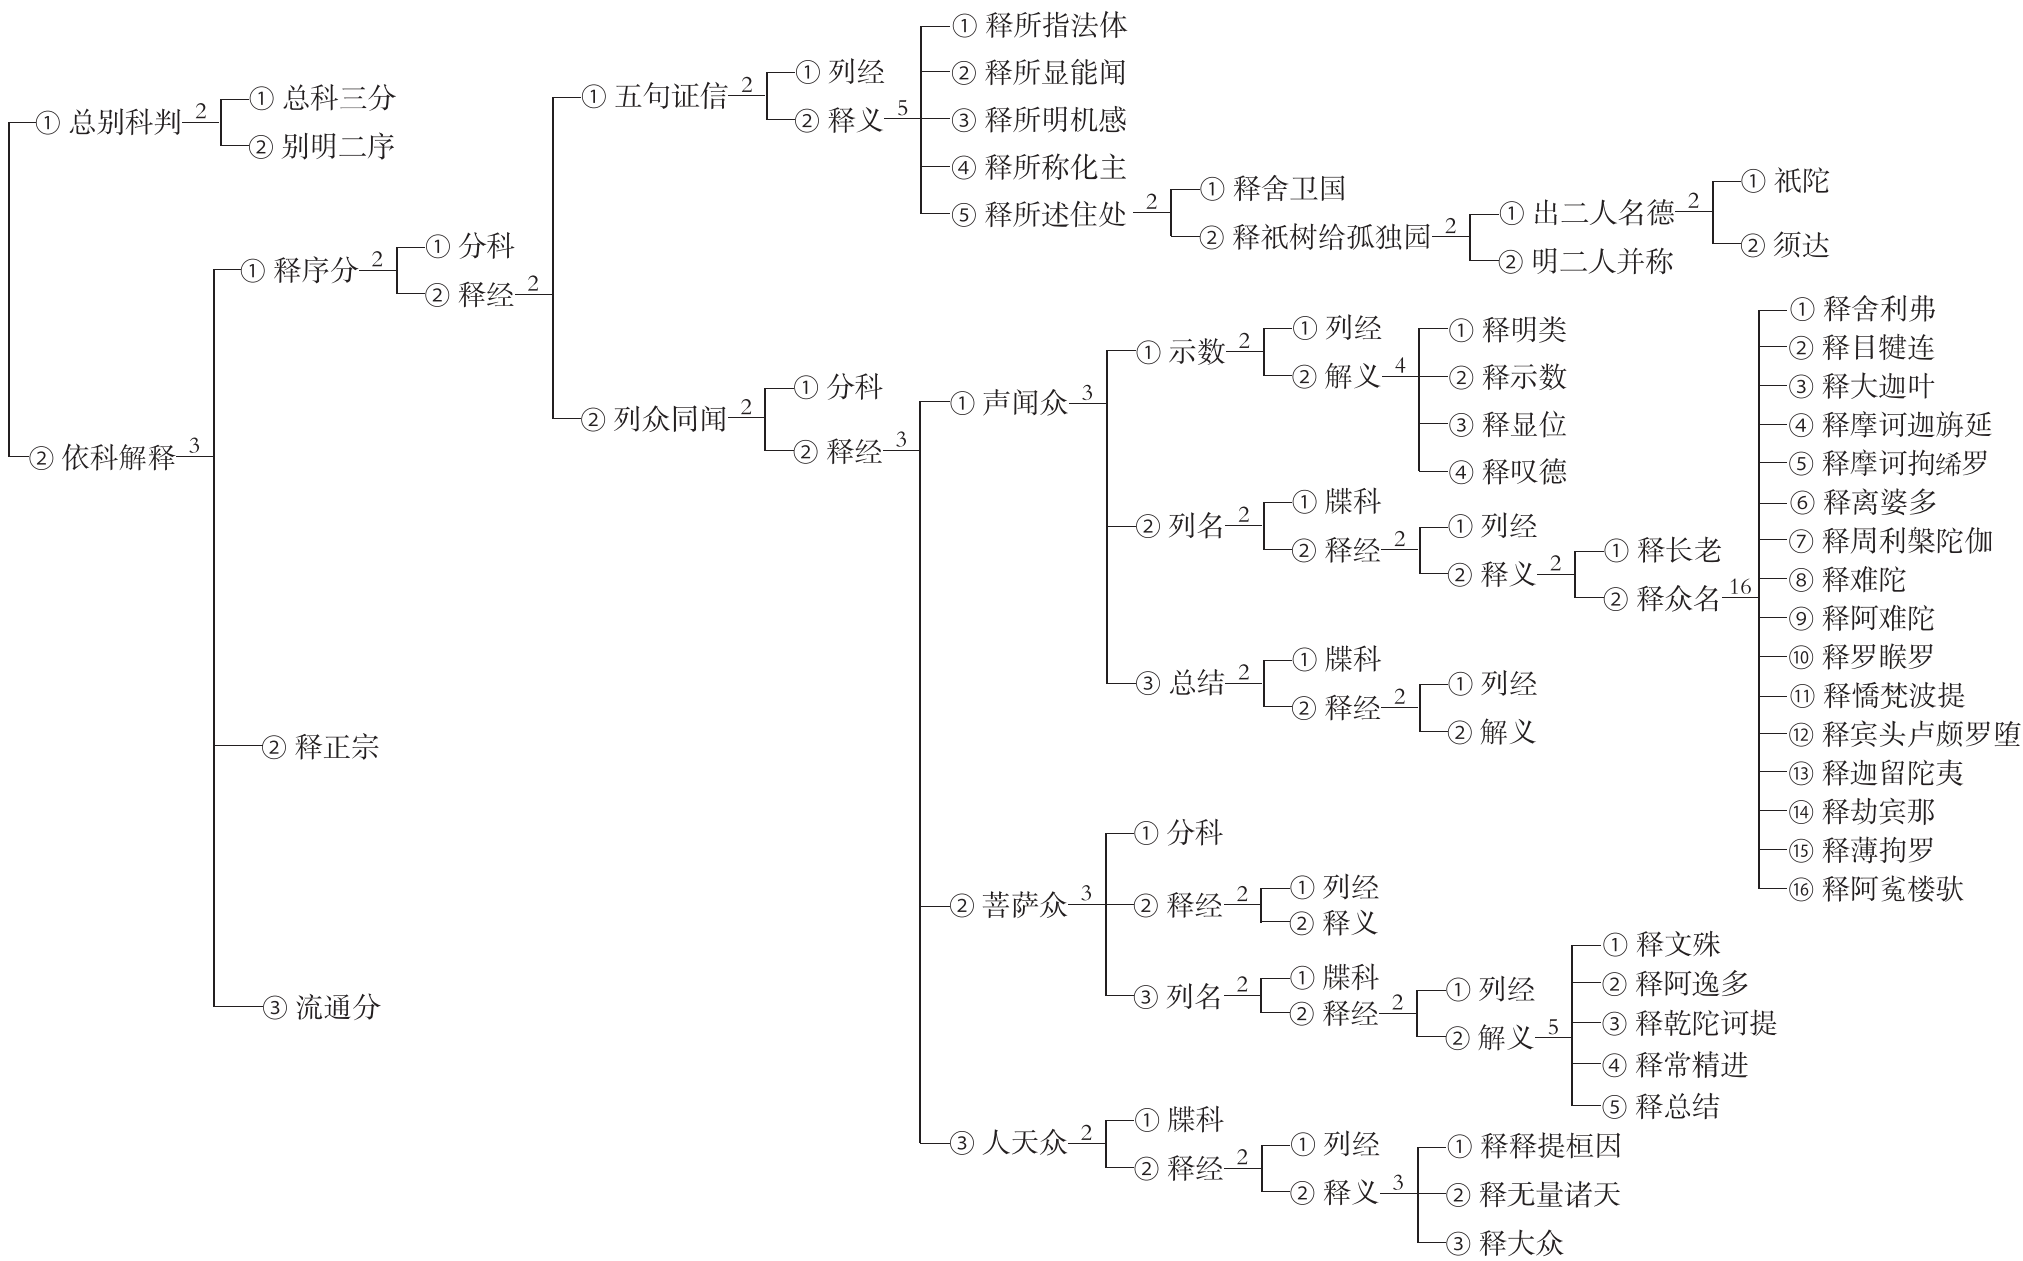 ① 总别科判 2
① 总科三分
② 别明二序
② 依科解释 3
① 释序分 2
① 分科
② 释经 2
① 五句证信 2
① 列经
② 释义 5
① 释所指法体
② 释所显能闻
③ 释所明机感
④ 释所称化主
⑤ 释所述住处 2
① 释舍卫国
② 释祇树给孤独园 2
① 出二人名德 2
① 祇陀
② 须达
② 明二人并称
② 列众同闻 2
① 分科
② 释经 3
① 声闻众 3
① 示数 2
① 列经
② 解义 4
① 释明类
② 释示数
③ 释显位
④ 释叹德
② 列名 2
① 牒科
② 释经 2
① 列经
② 释义 2
① 释长老
② 释众名 16
① 释舍利弗
② 释目犍连
③ 释大迦叶
④ 释摩诃迦旃延
⑤ 释摩诃拘絺罗
⑥ 释离婆多
⑦ 释周利槃陀伽
⑧ 释难陀
⑨ 释阿难陀
⑩ 释罗睺罗
⑪ 释憍梵波提
⑫ 释宾头卢颇罗堕
⑬ 释迦留陀夷
⑭ 释劫宾那
⑮ 释薄拘罗
⑯ 释阿㝹楼驮
③ 总结 2
① 牒科
② 释经 2
① 列经
② 解义
② 菩萨众 3
① 分科
② 释经 2
① 列经
② 释义
③ 列名 2
① 牒科
② 释经 2
① 列经
② 解义 5
① 释文殊
② 释阿逸多
③ 释乾陀诃提
④ 释常精进
⑤ 释总结
③ 人天众 2
① 牒科
② 释经 2
① 列经
② 释义 3
① 释释提桓因
② 释无量诸天
③ 释大众
② 释正宗
③ 流通分